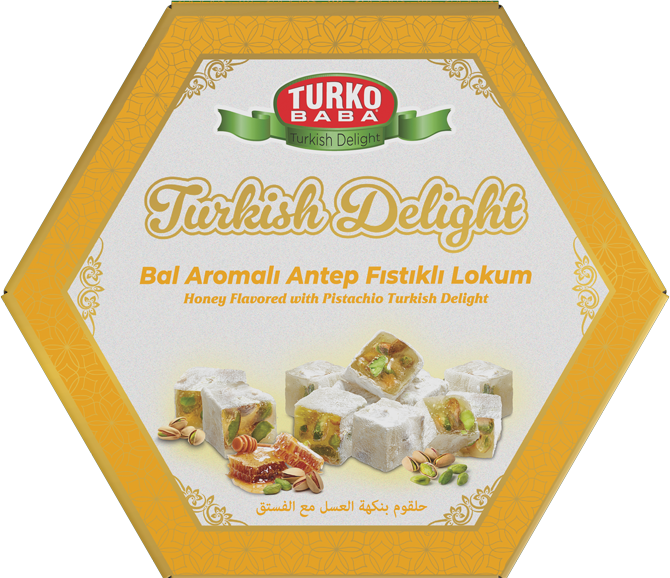 TURKO
BABA
Turkish Delight
Turkish Delight
Bal Aromalı Antep Fıstıklı Lokum
Honey Flavored with Pistachio Turkish Delight
حلقوم بنكهة العسل مع الفستق